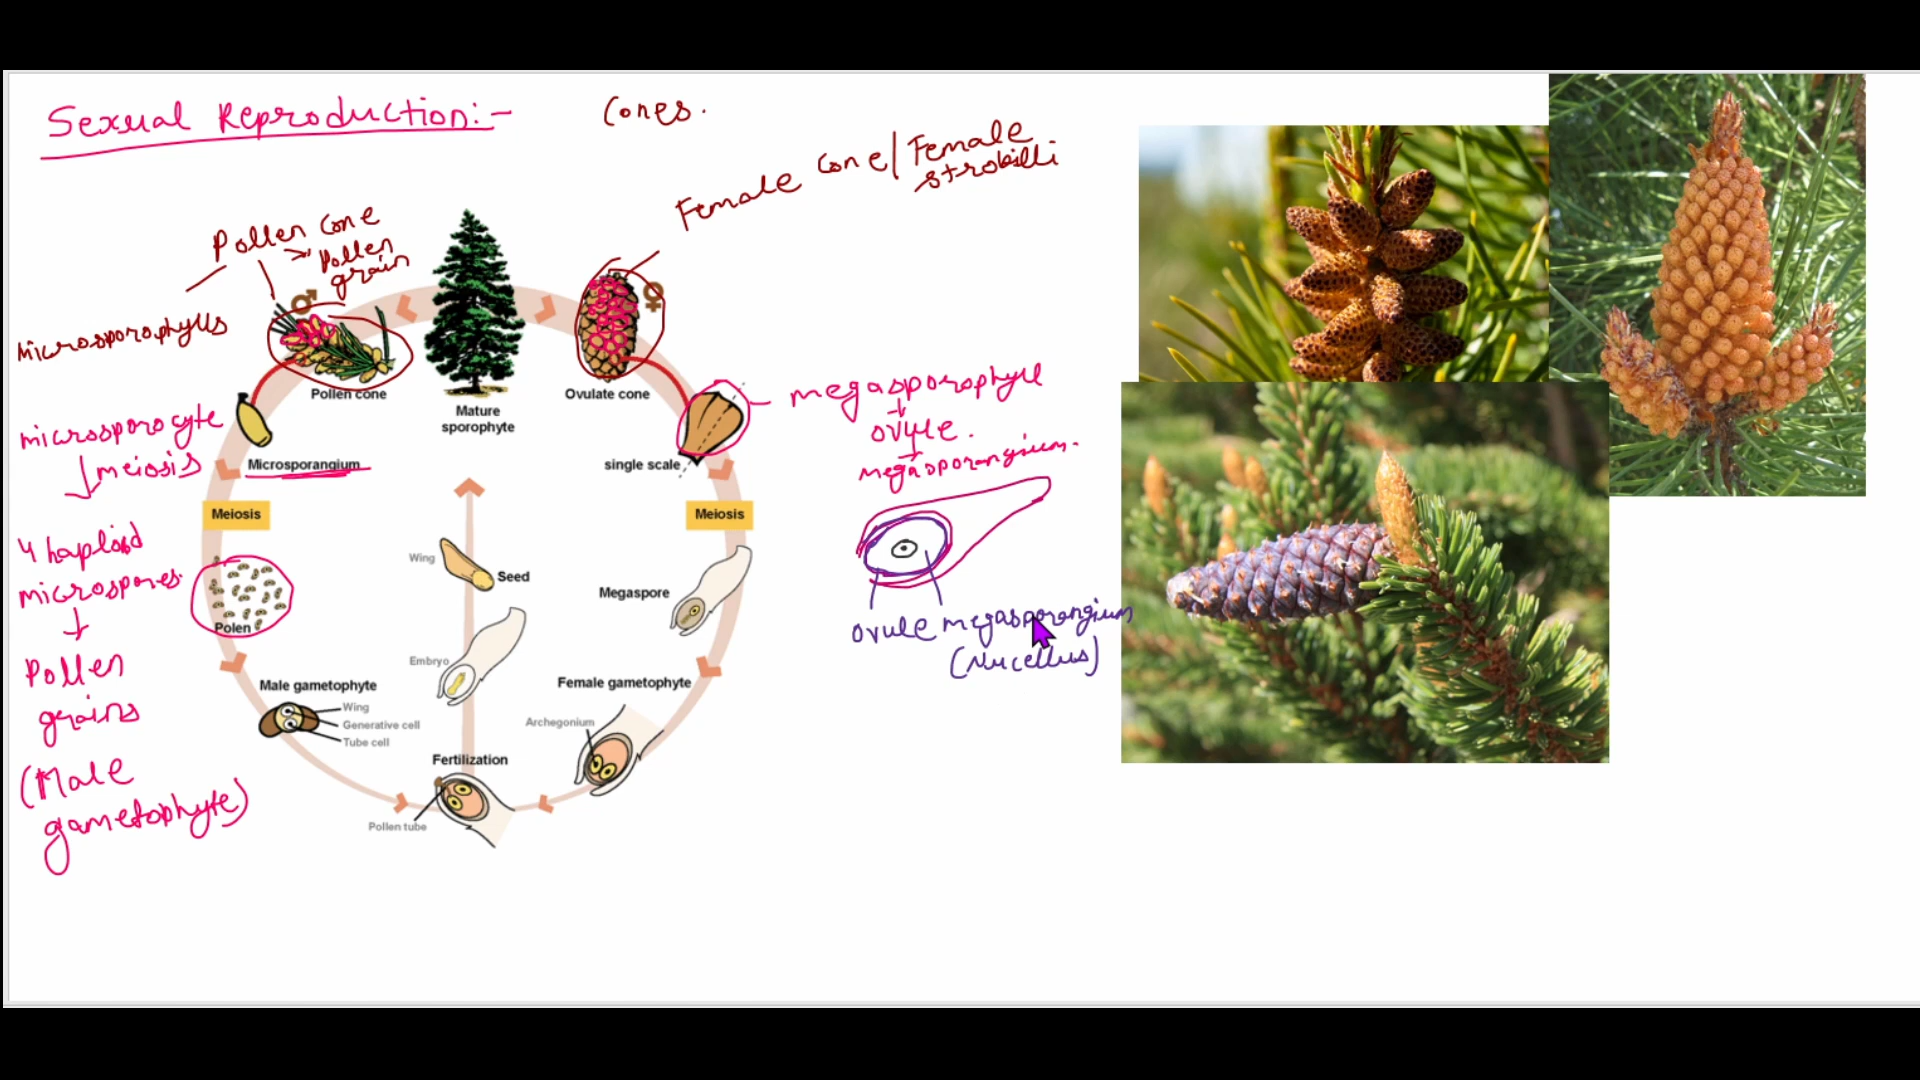 Sexual Reproduction:-
Cones.
Female Cone/Female
strobilli
Pollen Cone
Pollen
grain
Microsporophylls
Pollen cone
Mature
sporophyte
Ovulate cone
megasporophyll
ovule.
megasporangium.
microsporocyte
meiosis
Microsporangium
single scale
Meiosis
Meiosis
4 haploid
microspores.
Polen
Wing
Seed
Megaspore
ovule megasporangium
(Nucellus)
Pollen
grains
Embryo
Male gametophyte
Wing
Generative cell
Tube cell
Female gametophyte
Archegonium
(Male
gametophyte)
Fertilization
Pollen tube